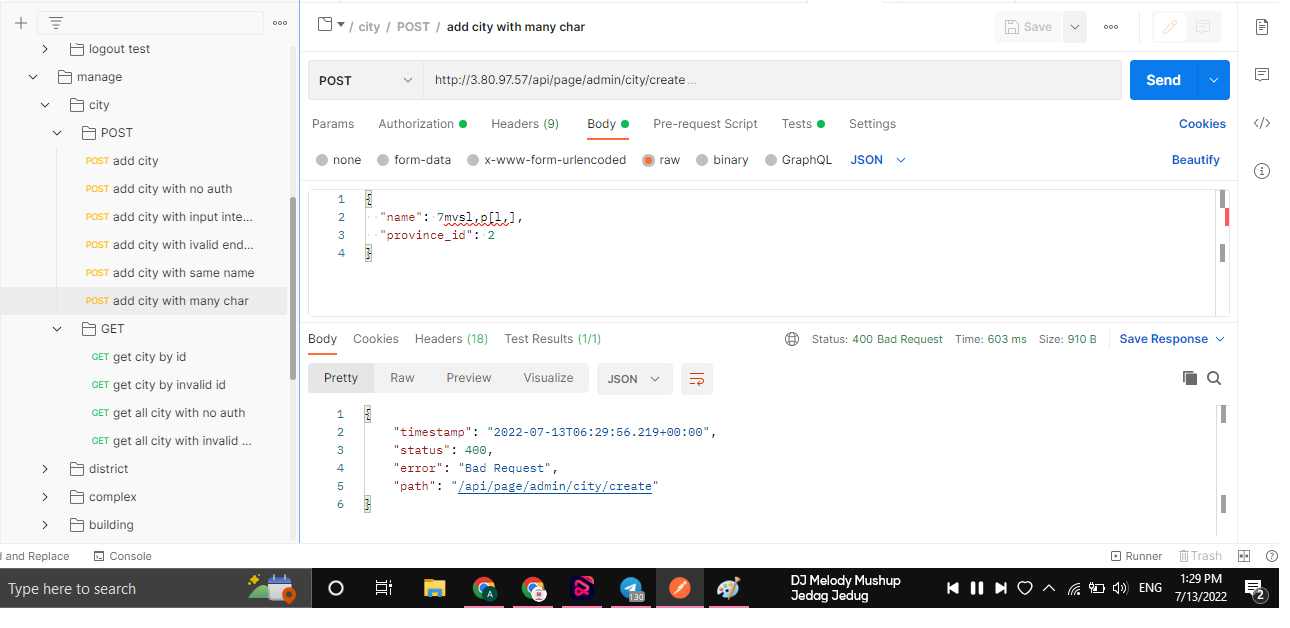 logout test
manage
city
POST
POST add city
POST add city with no auth
POST add city with input inte...
POST add city with ivalid end...
POST add city with same name
POST add city with many char
GET
GET get city by id
GET get city by invalid id
GET get all city with no auth
GET get all city with invalid ...
district
complex
building
/ city / POST / add city with many char
Save
POST http://3.80.97.57/api/page/admin/city/create ...
Send
Params Authorization Headers (9) Body Pre-request Script Tests Settings Cookies
none form-data x-www-form-urlencoded raw binary GraphQL JSON Beautify
1 {
2 "name": 7mvsl,p[l,],
3 "province_id": 2
4 }
Body Cookies Headers (18) Test Results (1/1) Status: 400 Bad Request Time: 603 ms Size: 910 B Save Response
Pretty Raw Preview Visualize JSON
1 {
2 "timestamp": "2022-07-13T06:29:56.219+00:00",
3 "status": 400,
4 "error": "Bad Request",
5 "path": "/api/page/admin/city/create"
6 }
and Replace Console Runner Trash
Type here to search
A
130
DJ Melody Mushup
Jedag Jedug
ENG
1:29 PM
7/13/2022
2